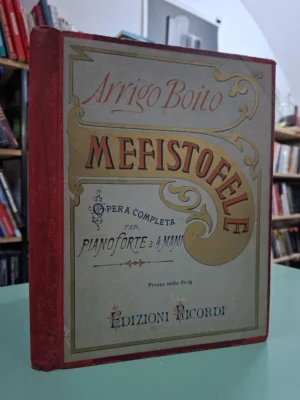 Arrigo Boito
MEFISTOFELE
OPERA COMPLETA
PER
PIANOFORTE A 4 MANI
EDIZIONI RICORDI